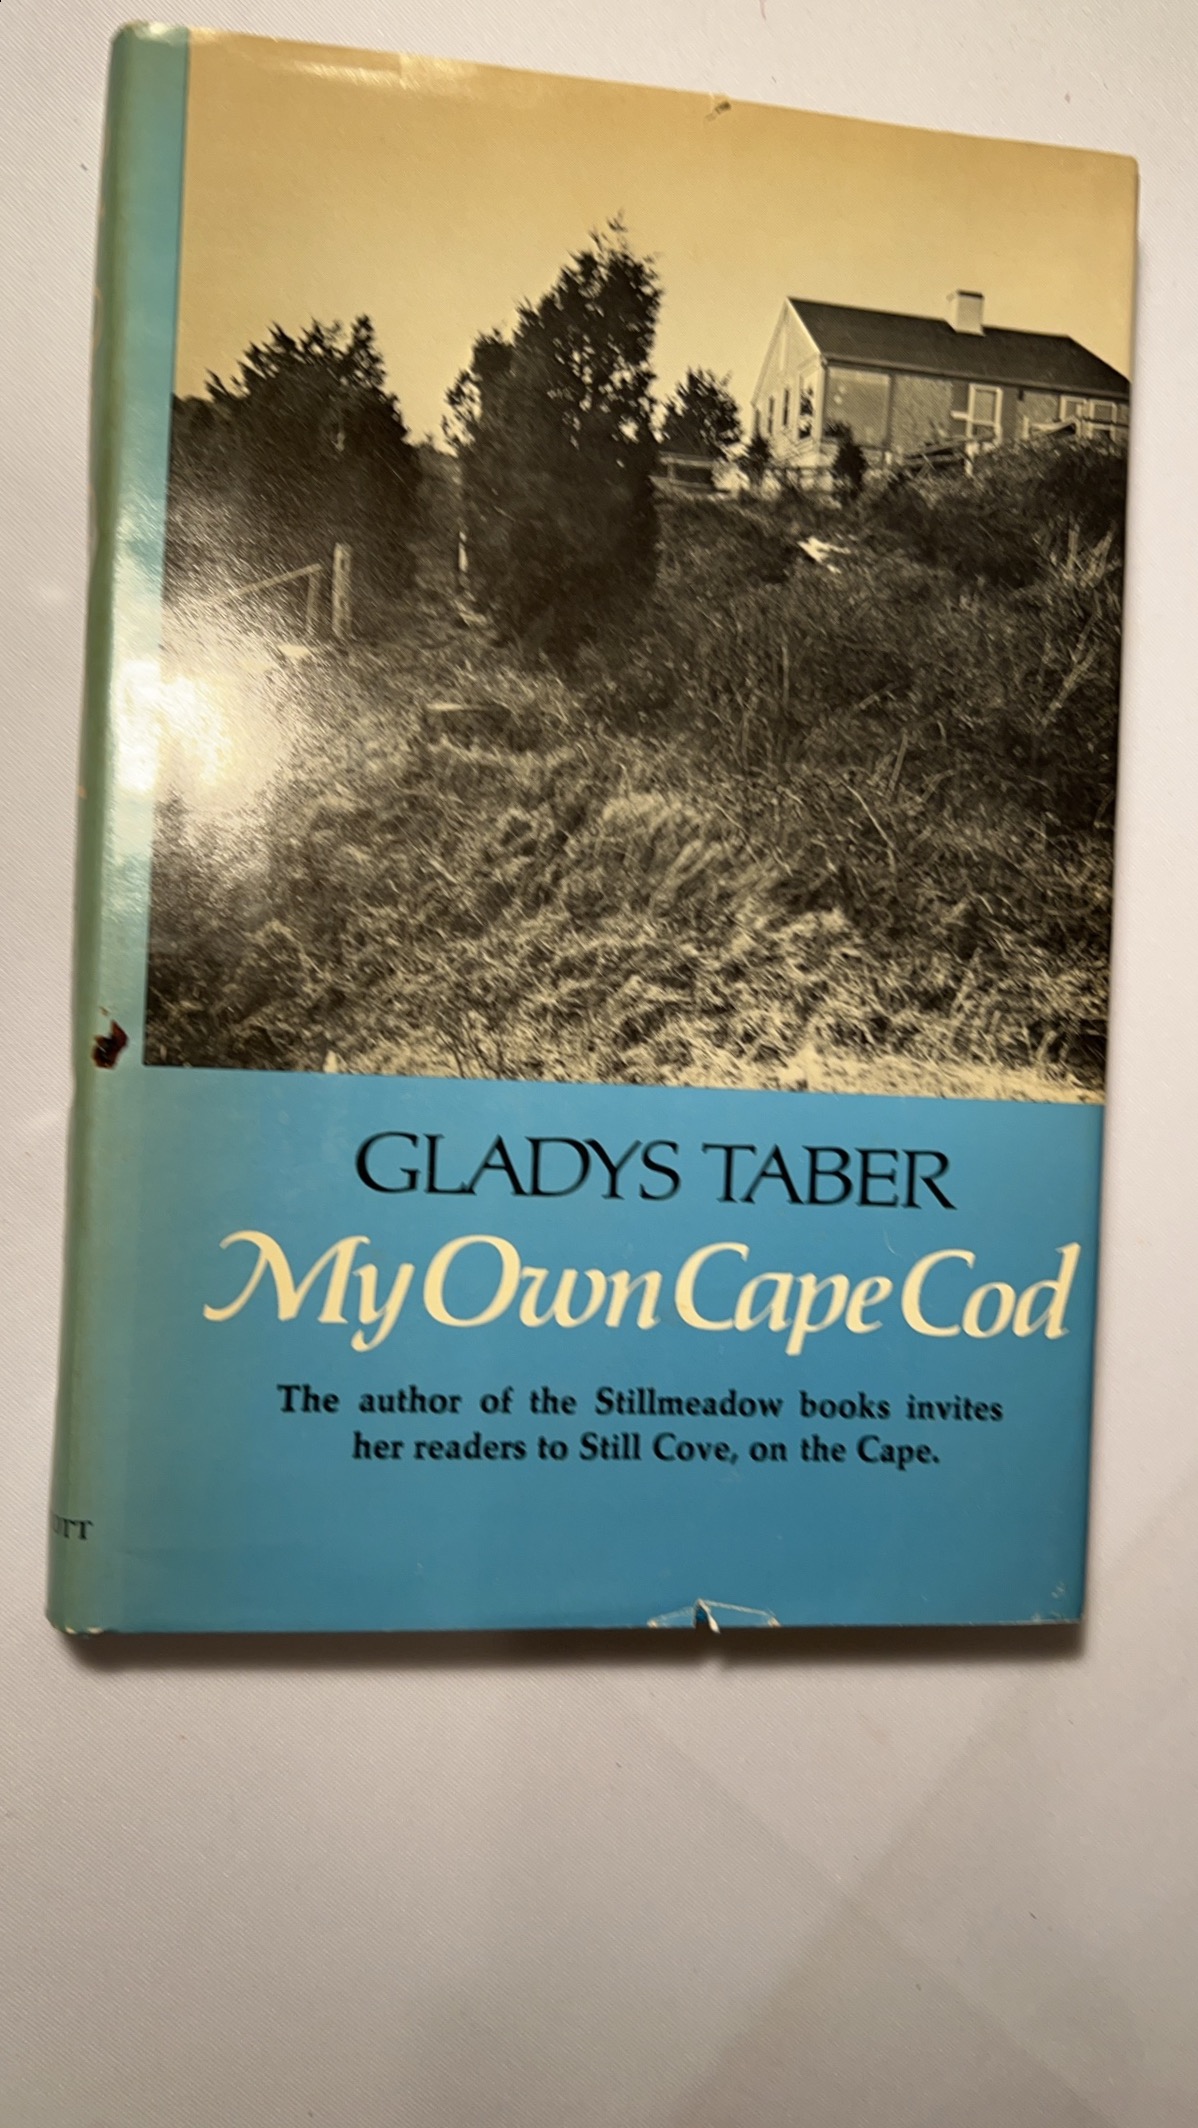 GLADYS TABER
My Own Cape Cod
The author of the Stillmeadow books invites
her readers to Still Cove, on the Cape.
OTT